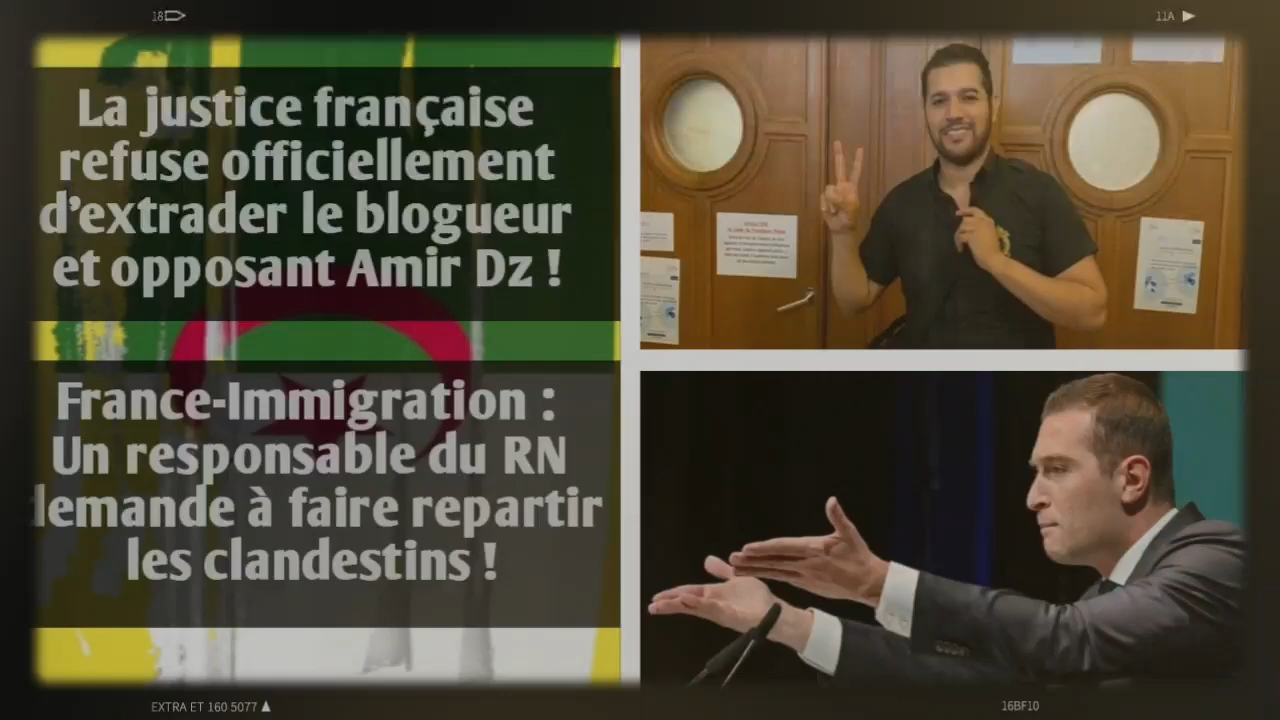 18
11A
La justice française
refuse officiellement
d'extrader le blogueur
et opposant Amir Dz !
France-Immigration :
Un responsable du RN
demande à faire repartir
les clandestins !
EXTRA ET 160 5077
16BF10